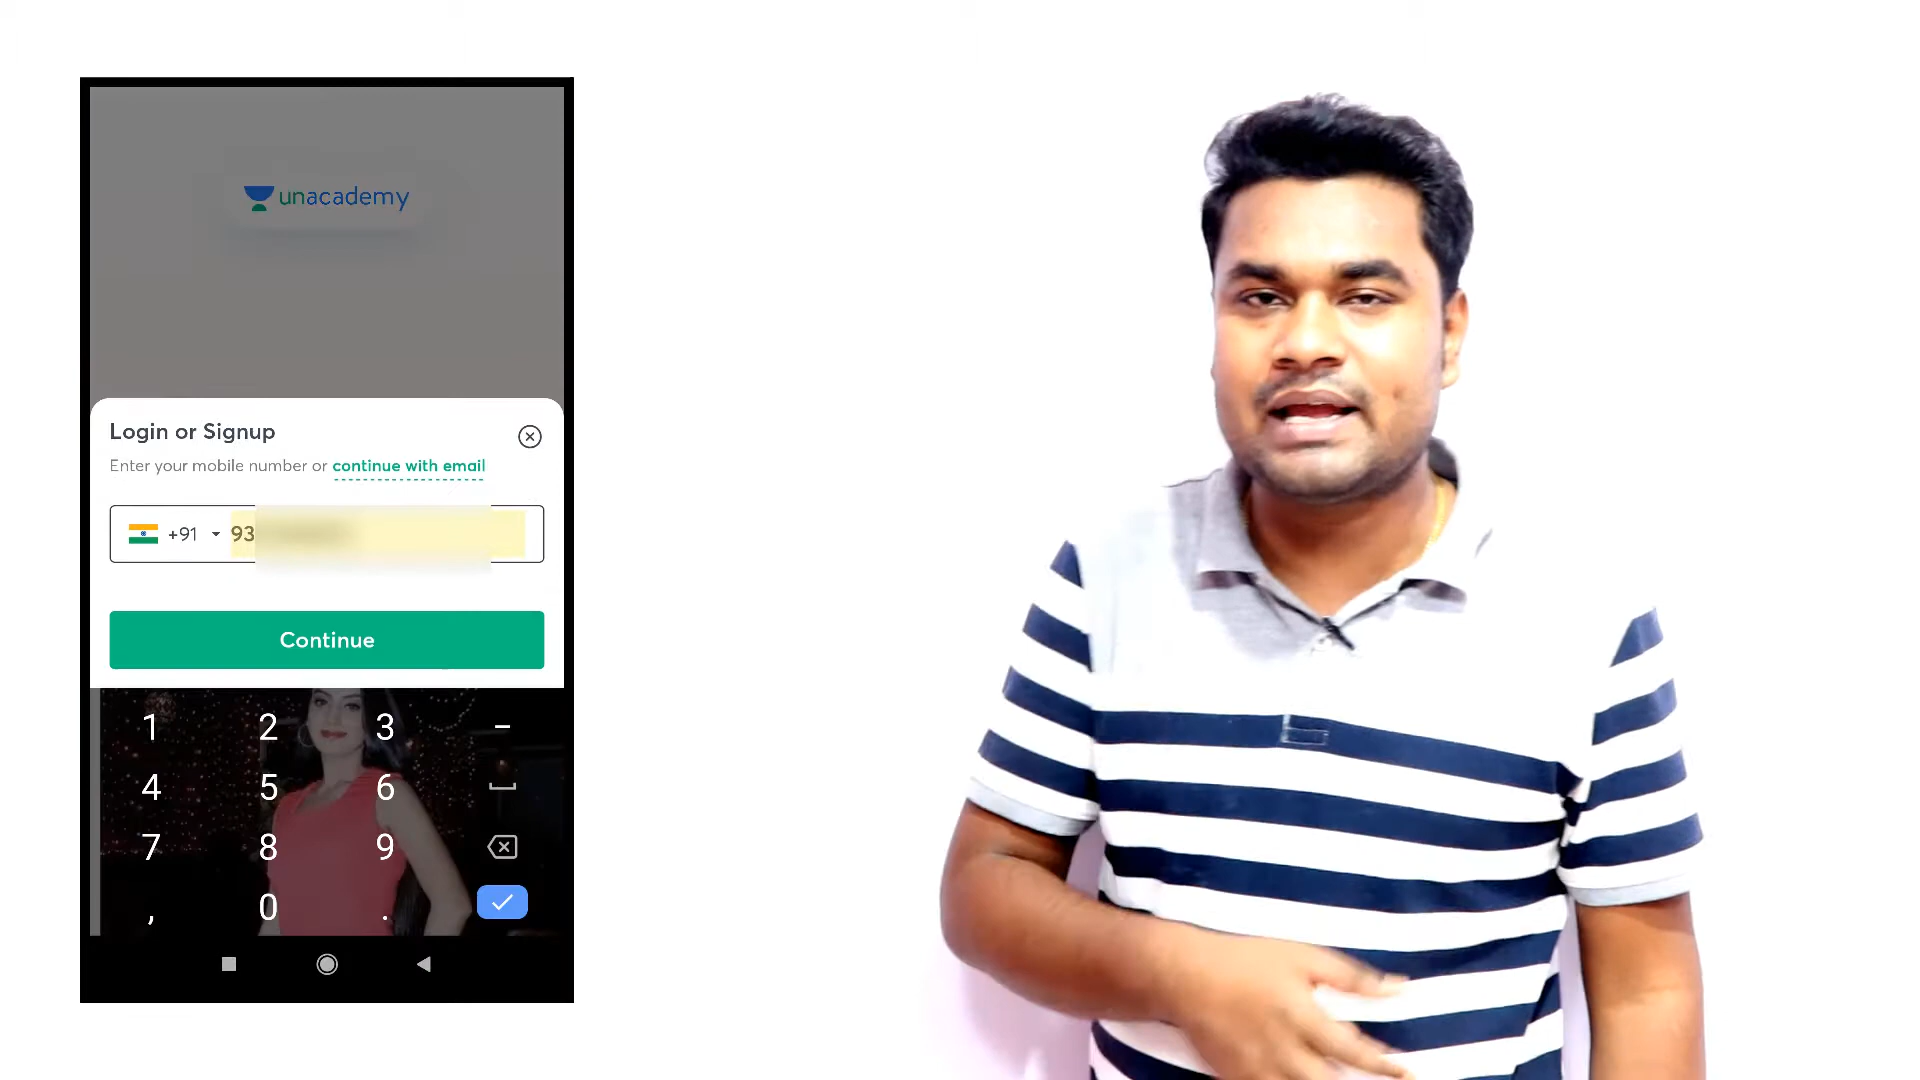 unacademy
Login or Signup
Enter your mobile number or continue with email
+91 93
Continue
1 2 3 –
4 5 6
7 8 9
, 0 .